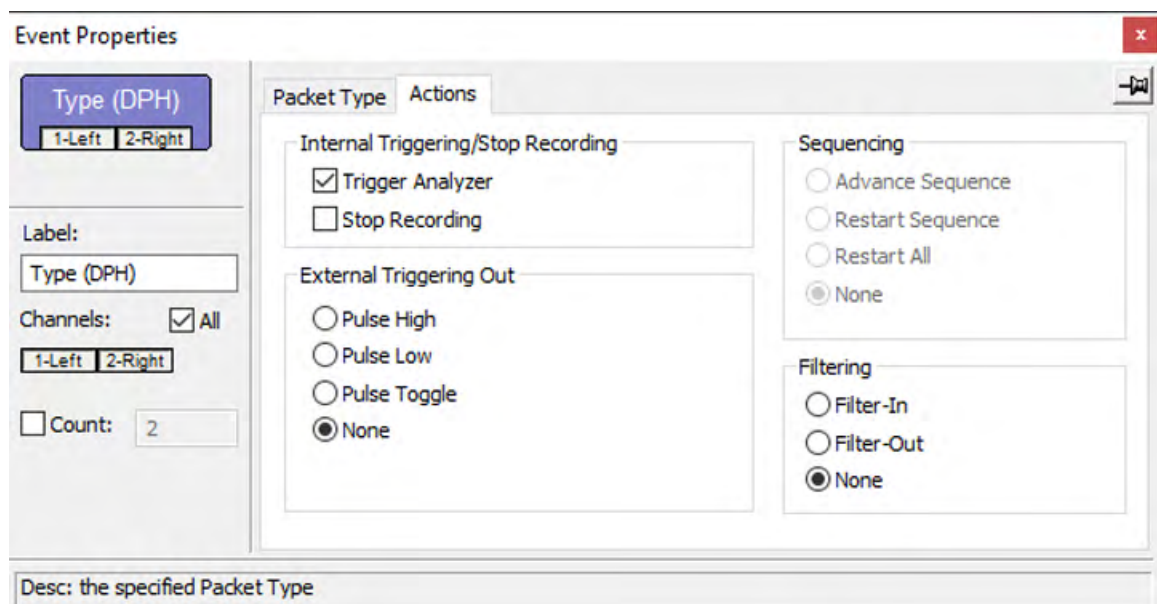 Event Properties
x
Type (DPH)
1-Left 2-Right
Label:
Type (DPH)
Channels: All
1-Left 2-Right
Count: 2
Packet Type Actions
Internal Triggering/Stop Recording
Trigger Analyzer
Stop Recording
External Triggering Out
Pulse High
Pulse Low
Pulse Toggle
None
Sequencing
Advance Sequence
Restart Sequence
Restart All
None
Filtering
Filter-In
Filter-Out
None
Desc: the specified Packet Type